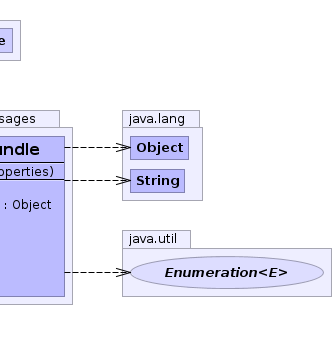 e
sages
java.lang
undle
Object
operties)
String
: Object
java.util
Enumeration<E>